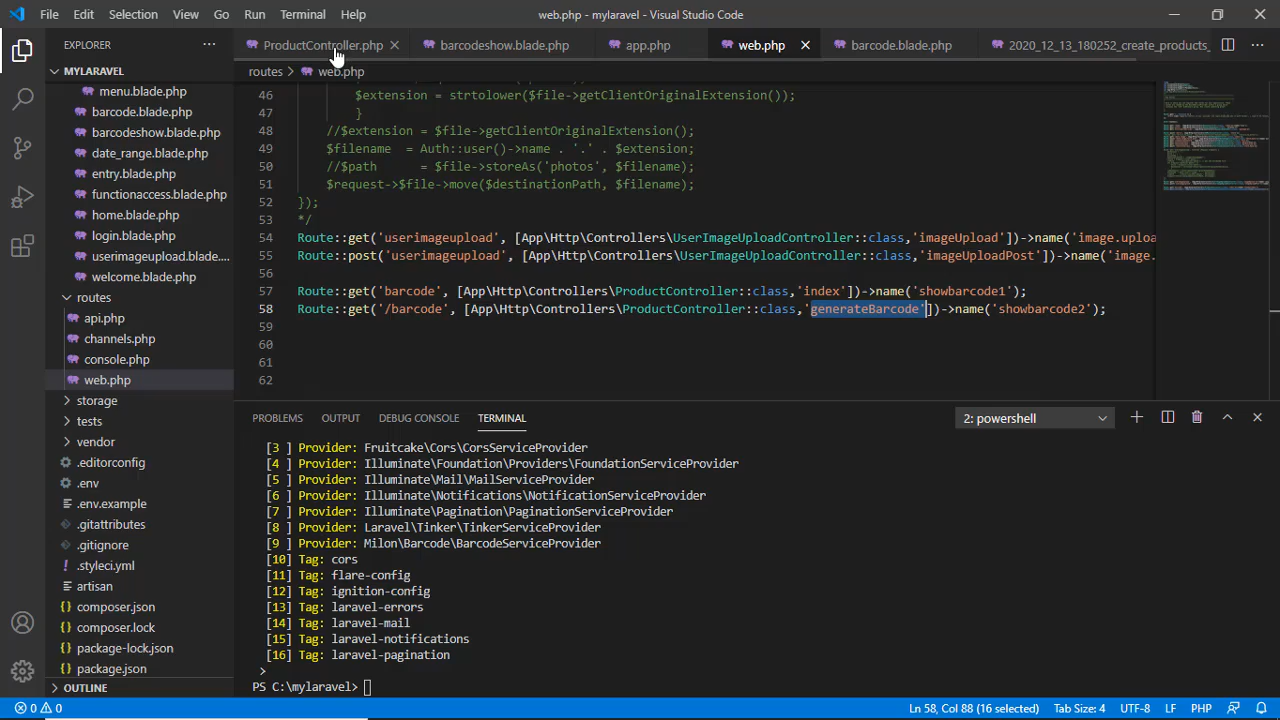 File Edit Selection View Go Run Terminal Help
web.php - mylaravel - Visual Studio Code
EXPLORER
ProductController.php
barcodeshow.blade.php
app.php
web.php
barcode.blade.php
2020_12_13_180252_create_products_
MYLARAVEL
routes > web.php
menu.blade.php
barcode.blade.php
barcodeshow.blade.php
date_range.blade.php
entry.blade.php
functionaccess.blade.php
home.blade.php
login.blade.php
userimageupload.blade....
welcome.blade.php
routes
api.php
channels.php
console.php
web.php
storage
tests
vendor
.editorconfig
.env
.env.example
.gitattributes
.gitignore
.styleci.yml
artisan
composer.json
composer.lock
package-lock.json
package.json
OUTLINE
46 $extension = strtolower($file->getClientOriginalExtension());
47 }
48 //$extension = $file->getClientOriginalExtension();
49 $filename = Auth::user()->name . '.' . $extension;
50 //$path = $file->storeAs('photos', $filename);
51 $request->$file->move($destinationPath, $filename);
52 });
53 */
54 Route::get('userimageupload', [App\Http\Controllers\UserImageUploadController::class,'imageUpload'])->name('image.uploa
55 Route::post('userimageupload', [App\Http\Controllers\UserImageUploadController::class,'imageUploadPost'])->name('image.
56
57 Route::get('barcode', [App\Http\Controllers\ProductController::class,'index'])->name('showbarcode1');
58 Route::get('/barcode', [App\Http\Controllers\ProductController::class,'generateBarcode'])->name('showbarcode2');
60
61
62
PROBLEMS OUTPUT DEBUG CONSOLE TERMINAL
2: powershell
[3 ] Provider: Fruitcake\Cors\CorsServiceProvider
[4 ] Provider: Illuminate\Foundation\Providers\FoundationServiceProvider
[5 ] Provider: Illuminate\Mail\MailServiceProvider
[6 ] Provider: Illuminate\Notifications\NotificationServiceProvider
[7 ] Provider: Illuminate\Pagination\PaginationServiceProvider
[8 ] Provider: Laravel\Tinker\TinkerServiceProvider
[9 ] Provider: Milon\Barcode\BarcodeServiceProvider
[10] Tag: cors
[11] Tag: flare-config
[12] Tag: ignition-config
[13] Tag: laravel-errors
[14] Tag: laravel-mail
[15] Tag: laravel-notifications
[16] Tag: laravel-pagination
>
PS C:\mylaravel>
0 0
Ln 58, Col 88 (16 selected) Tab Size: 4 UTF-8 LF PHP